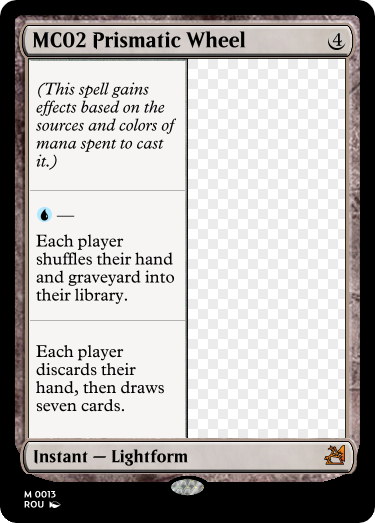 MC02 Prismatic Wheel 4
(This spell gains
effects based on the
sources and colors of
mana spent to cast
it.)
—
Each player
shuffles their hand
and graveyard into
their library.
Each player
discards their
hand, then draws
seven cards.
Instant — Lightform
M 0013
ROU